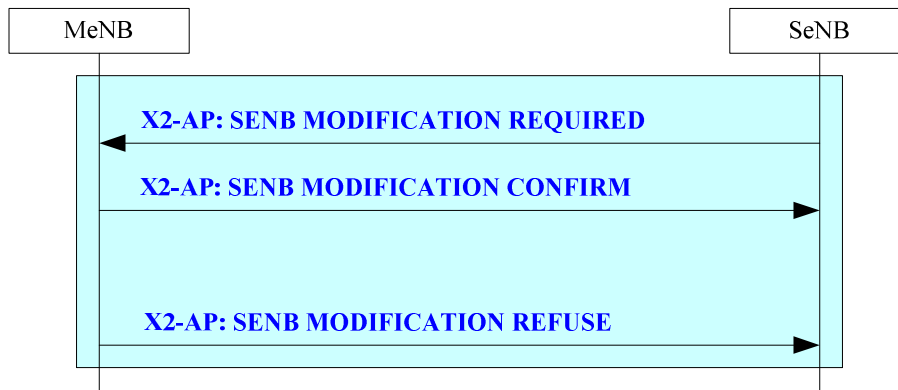 MeNB
SeNB
X2-AP: SENB MODIFICATION REQUIRED
X2-AP: SENB MODIFICATION CONFIRM
X2-AP: SENB MODIFICATION REFUSE